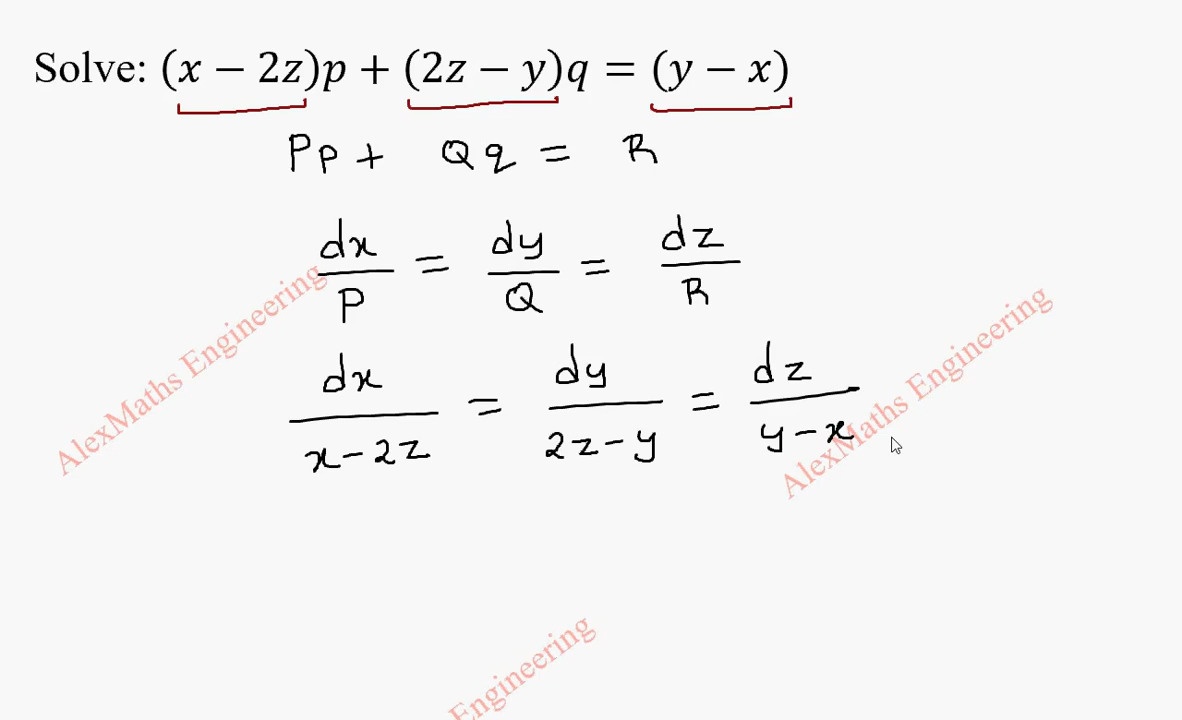 Solve: (x − 2z)p + (2z − y)q = (y − x)
Pp + Qq = R
dx/P = dy/Q = dz/R
dx/(x−2z) = dy/(2z−y) = dz/(y−x)
AlexMaths Engineering
AlexMaths Engineering
Engineering